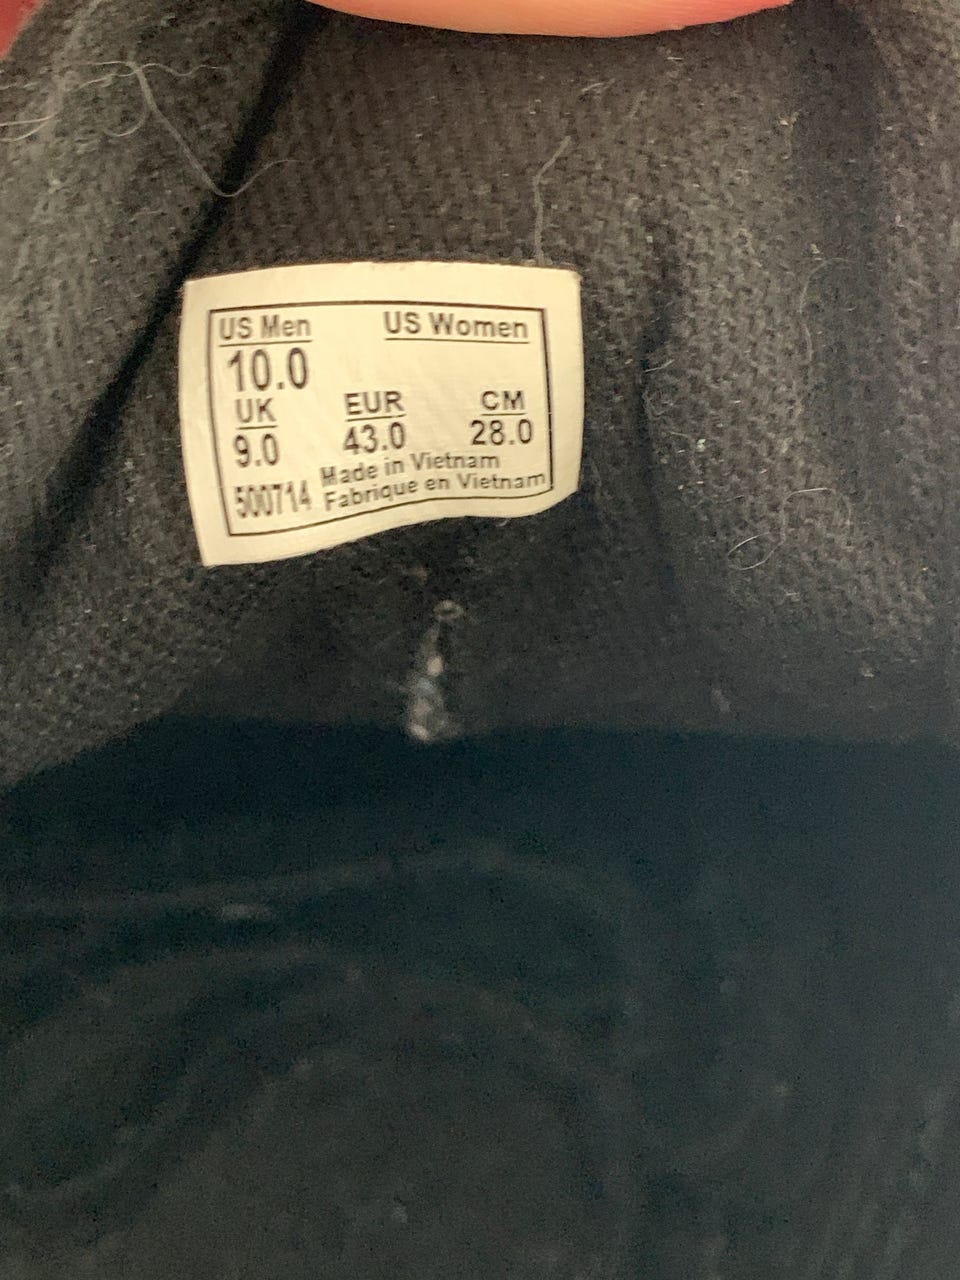 US Men US Women
10.0
UK EUR CM
9.0 43.0 28.0
Made in Vietnam
500714 Fabrique en Vietnam